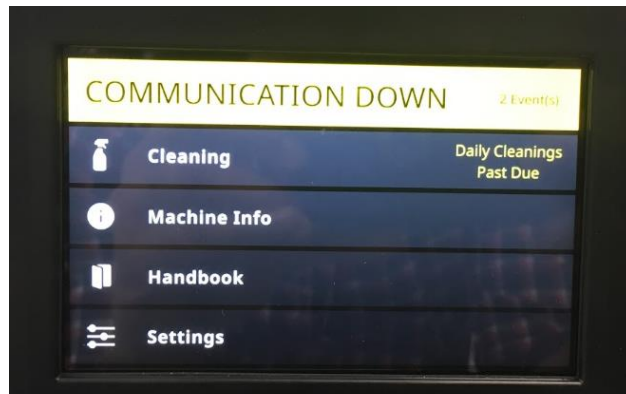 COMMUNICATION DOWN 2 Event(s)
Cleaning Daily Cleanings
Past Due
Machine Info
Handbook
Settings